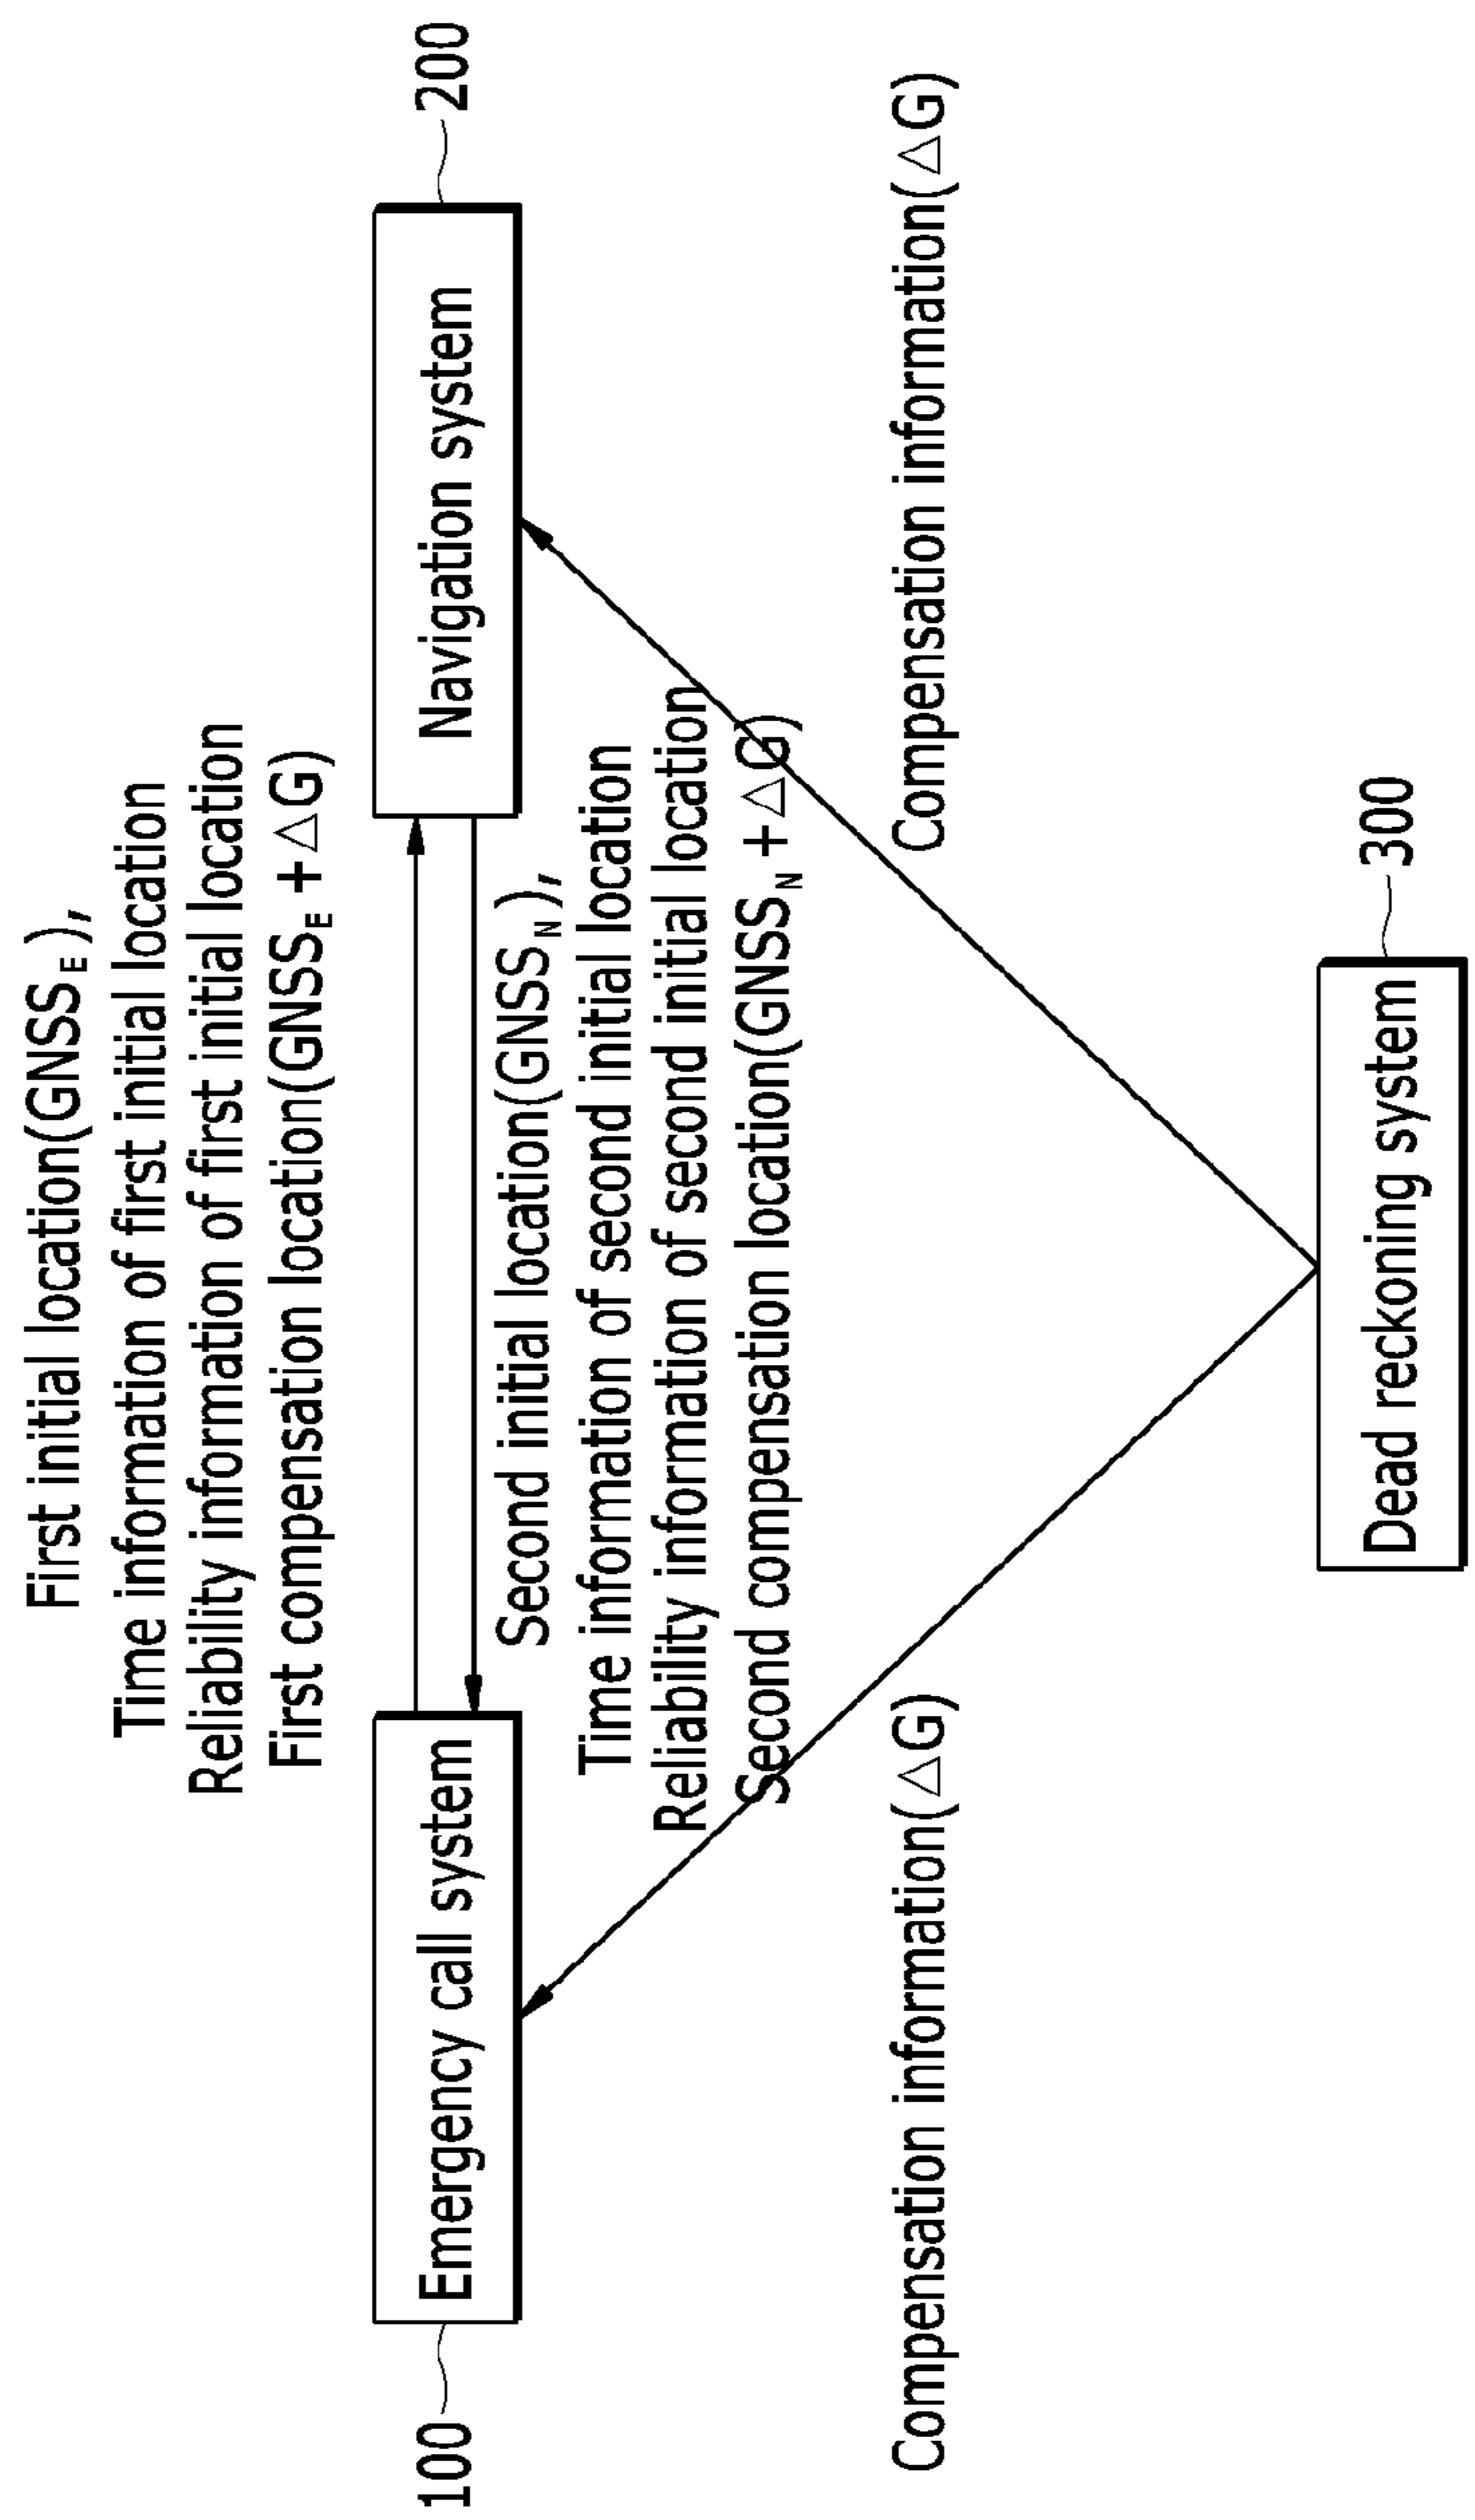 First initial location(GNSSE),
Time information of first initial location
Reliability information of first initial location
First compensation location(GNSSE+△G)
100
Emergency call system
Navigation system
200
Second initial location(GNSSN),
Time information of second initial location
Reliability information of second initial location
Second compensation location(GNSSN+△G)
Compensation information(△G)
Compensation information(△G)
300
Dead reckoning system